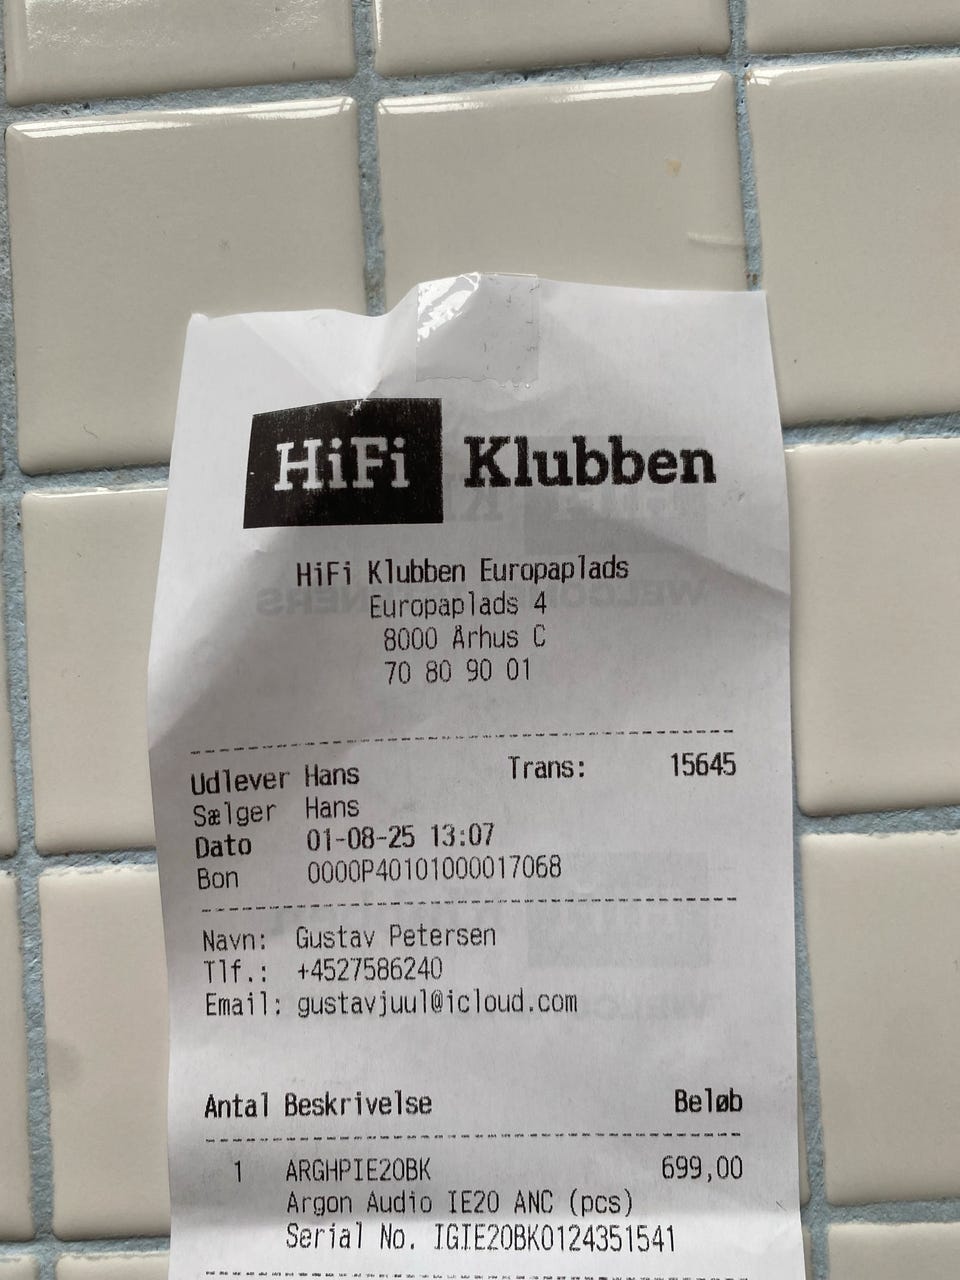 HiFi Klubben
HiFi Klubben Europaplads
Europaplads 4
8000 Århus C
70 80 90 01
Udlever Hans Trans: 15645
Sælger Hans
Dato 01-08-25 13:07
Bon 0000P40101000017068
Navn: Gustav Petersen
Tlf.: +4527586240
Email: gustavjuul@icloud.com
Antal Beskrivelse Beløb
1 ARGHPIE20BK 699,00
Argon Audio IE20 ANC (pcs)
Serial No. IGIE20BK0124351541